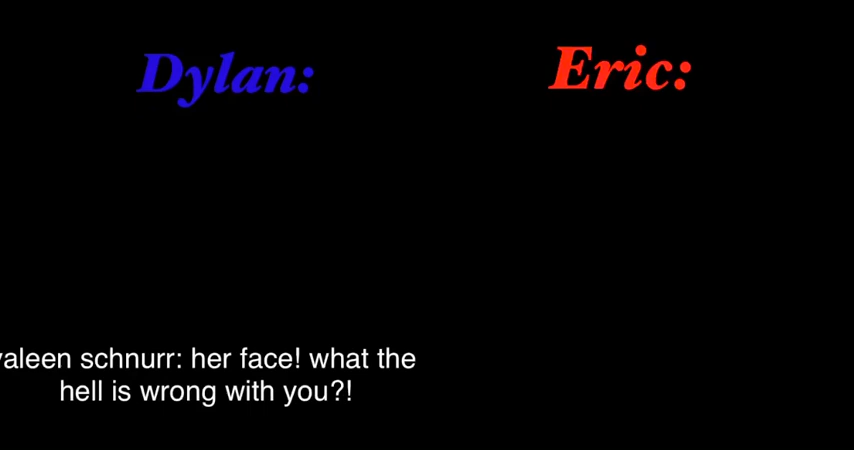 Dylan:
Eric:
valeen schnurr: her face! what the
hell is wrong with you?!